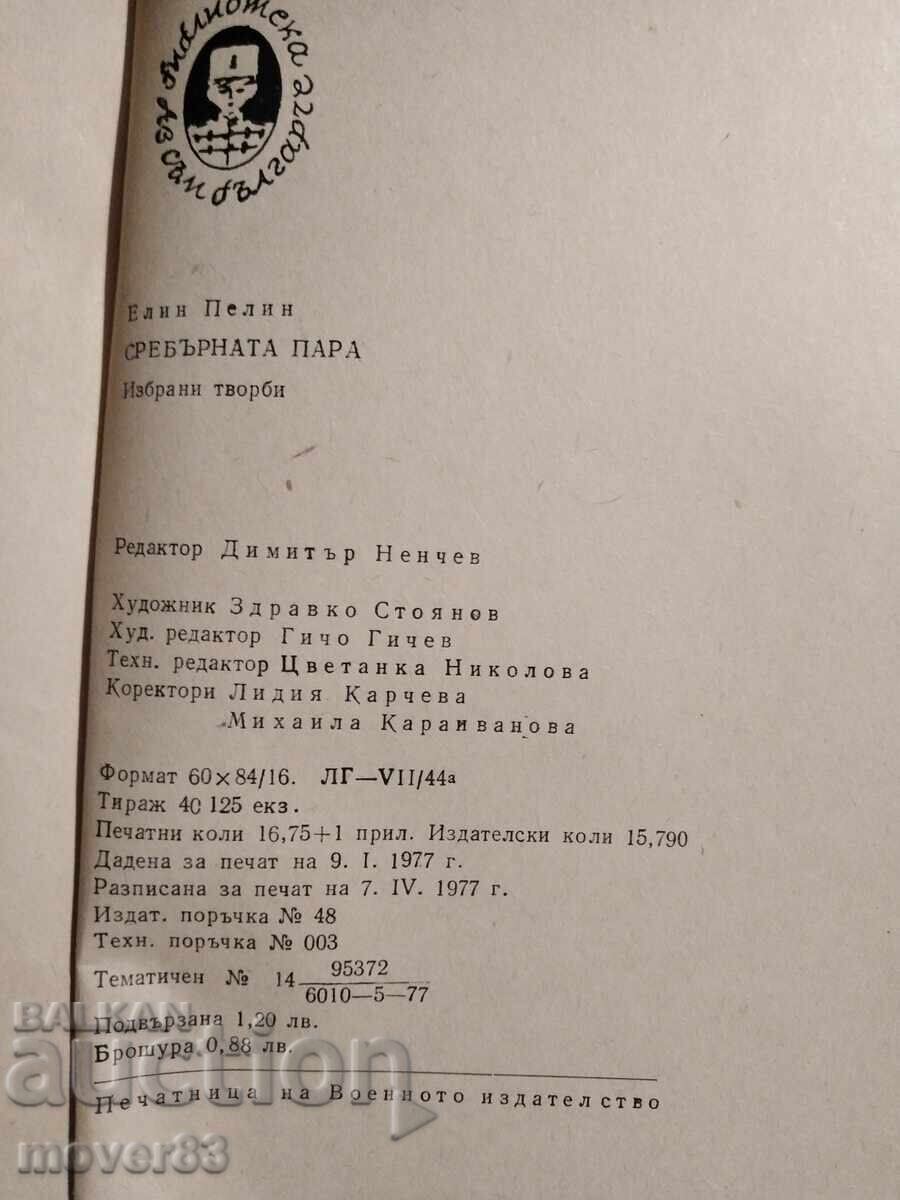 библиотека аз съм българче
Елин Пелин
СРЕБЪРНАТА ПАРА
Избрани творби
Редактор Димитър Ненчев
Художник Здравко Стоянов
Худ. редактор Гичо Гичев
Техн. редактор Цветанка Николова
Коректори Лидия Карчева
Михаила Караиванова
Формат 60×84/16. ЛГ—VII/44а
Тираж 40 125 екз.
Печатни коли 16,75+1 прил. Издателски коли 15,790
Дадена за печат на 9. I. 1977 г.
Разписана за печат на 7. IV. 1977 г.
Издат. поръчка № 48
Техн. поръчка № 003
Тематичен № 14 95372
6010—5—77
Подвързана 1,20 лв.
Брошура 0,88 лв.
Печатница на Военното издателство
BALKAN
auction
mover83